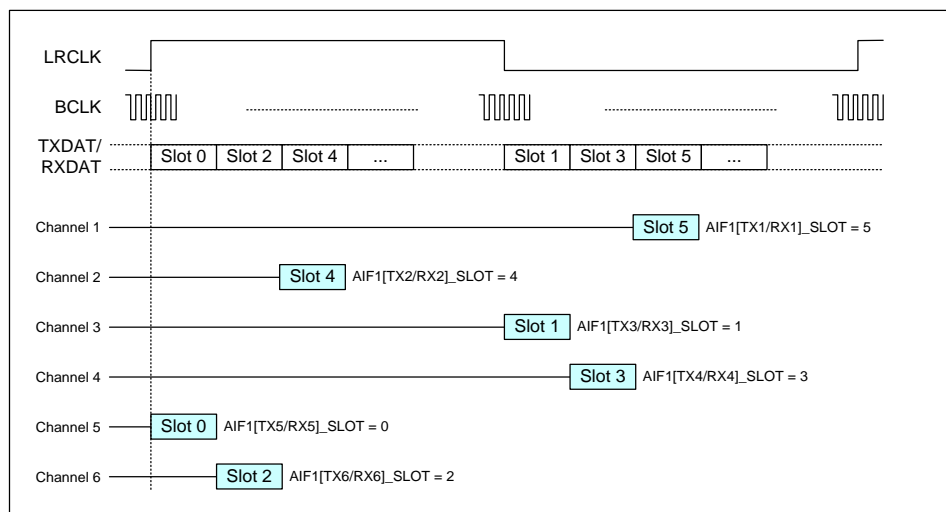 LRCLK
BCLK
TXDAT/
RXDAT
Slot 0 Slot 2 Slot 4 ... Slot 1 Slot 3 Slot 5 ...
Channel 1 Slot 5 AIF1[TX1/RX1]_SLOT = 5
Channel 2 Slot 4 AIF1[TX2/RX2]_SLOT = 4
Channel 3 Slot 1 AIF1[TX3/RX3]_SLOT = 1
Channel 4 Slot 3 AIF1[TX4/RX4]_SLOT = 3
Channel 5 Slot 0 AIF1[TX5/RX5]_SLOT = 0
Channel 6 Slot 2 AIF1[TX6/RX6]_SLOT = 2